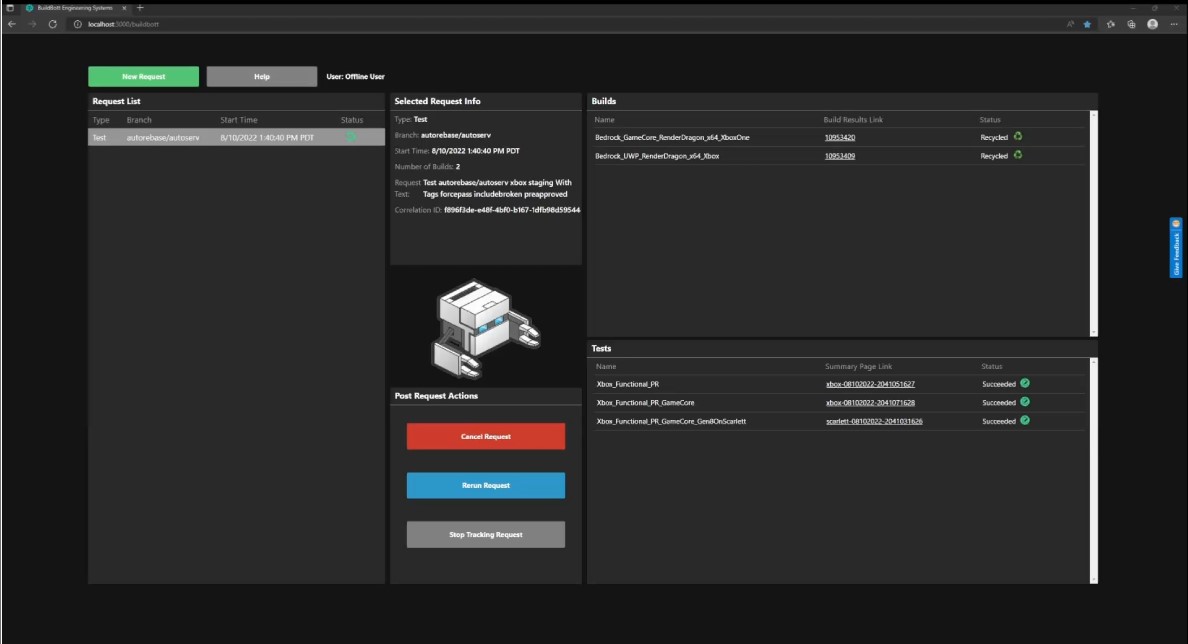 BuildBott Engineering Systems
localhost:3000/buildbott
New Request
Help
User: Offline User
Request List
Type Branch Start Time Status
Test autorebase/autoserv 8/10/2022 1:40:40 PM PDT
Selected Request Info
Type: Test
Branch: autorebase/autoserv
Start Time: 8/10/2022 1:40:40 PM PDT
Number of Builds: 2
Request Test autorebase/autoserv xbox staging With
Text: Tags forcepass includebroken preapproved
Correlation ID: f896f3de-e48f-4bf0-b167-1dfb98d59544
Post Request Actions
Cancel Request
Rerun Request
Stop Tracking Request
Builds
Name Build Results Link Status
Bedrock_GameCore_RenderDragon_x64_XboxOne 10953420 Recycled
Bedrock_UWP_RenderDragon_x64_Xbox 10953409 Recycled
Tests
Name Summary Page Link Status
Xbox_Functional_PR xbox-08102022-2041051627 Succeeded
Xbox_Functional_PR_GameCore xbox-08102022-2041071628 Succeeded
Xbox_Functional_PR_GameCore_Gen8OnScarlett scarlett-08102022-2041031626 Succeeded
Give Feedback